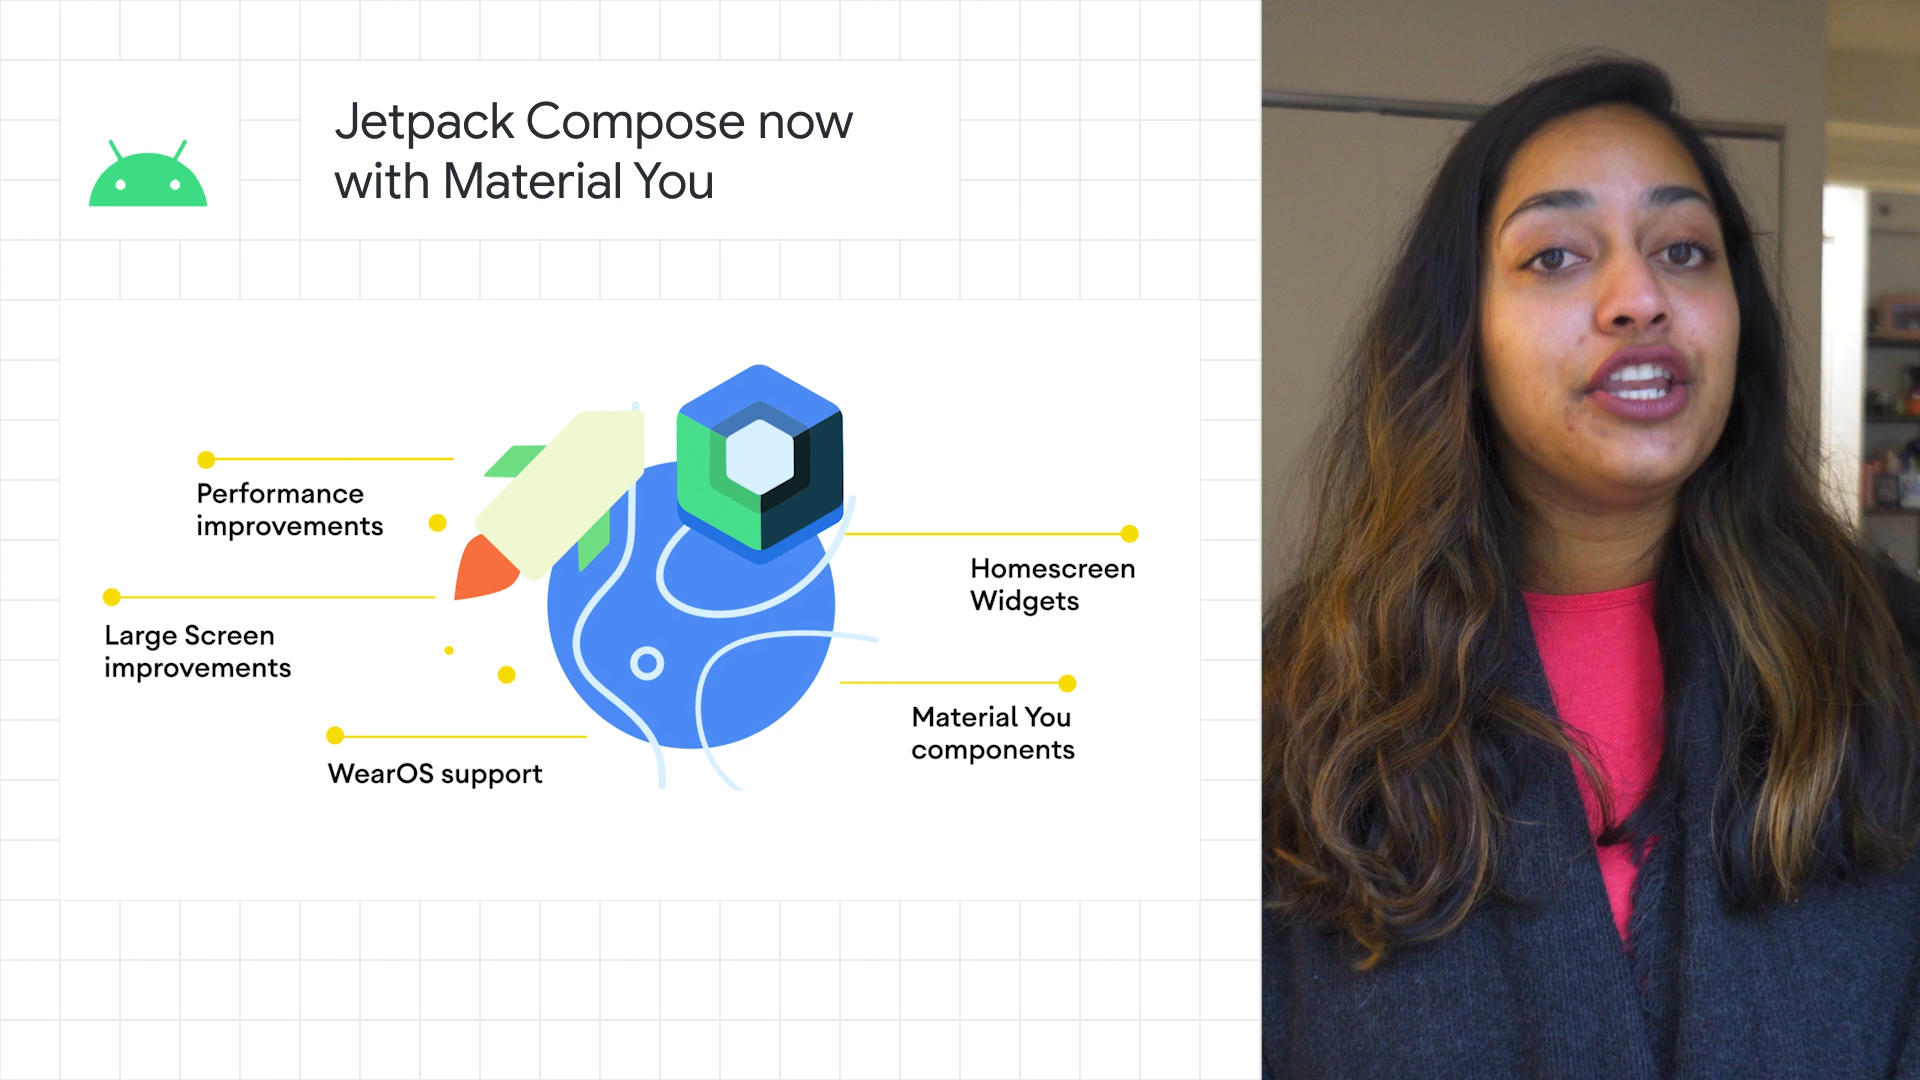 Jetpack Compose now
with Material You
Performance
improvements
Large Screen
improvements
WearOS support
Homescreen
Widgets
Material You
components